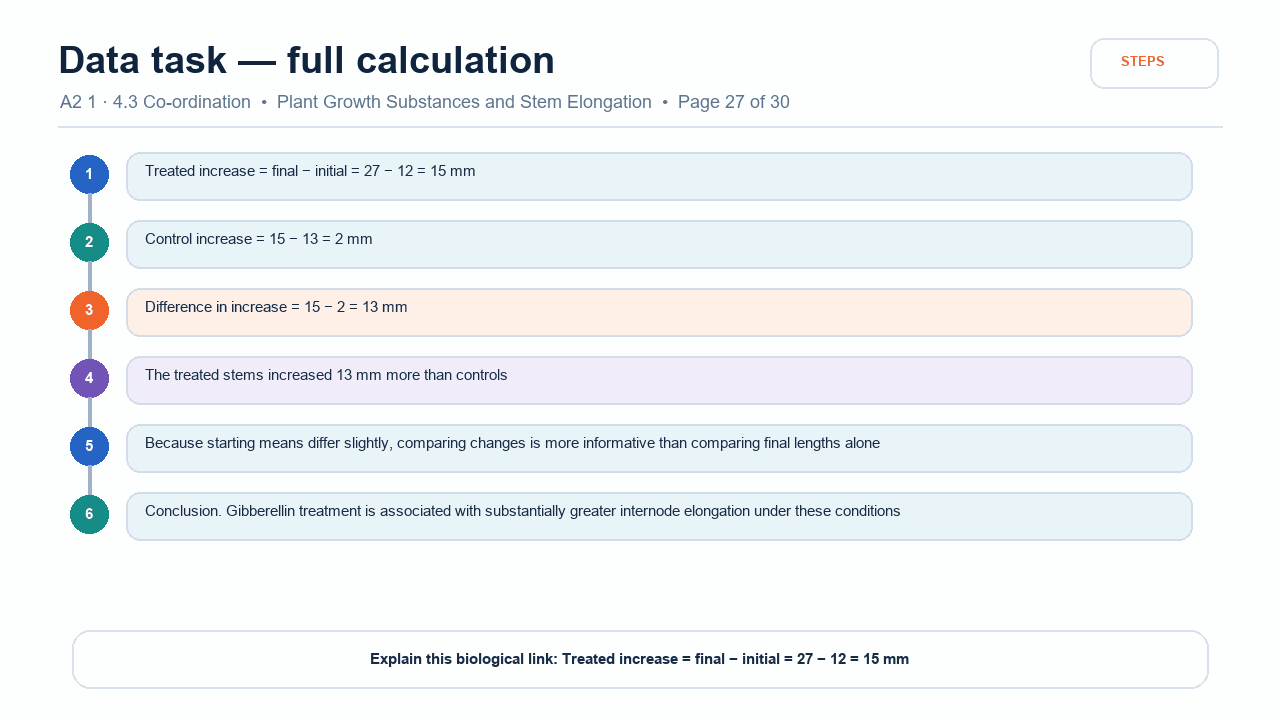 Data task — full calculation
STEPS
A2 1 · 4.3 Co-ordination • Plant Growth Substances and Stem Elongation • Page 27 of 30
1 Treated increase = final − initial = 27 − 12 = 15 mm
2 Control increase = 15 − 13 = 2 mm
3 Difference in increase = 15 − 2 = 13 mm
4 The treated stems increased 13 mm more than controls
5 Because starting means differ slightly, comparing changes is more informative than comparing final lengths alone
6 Conclusion. Gibberellin treatment is associated with substantially greater internode elongation under these conditions
Explain this biological link: Treated increase = final − initial = 27 − 12 = 15 mm